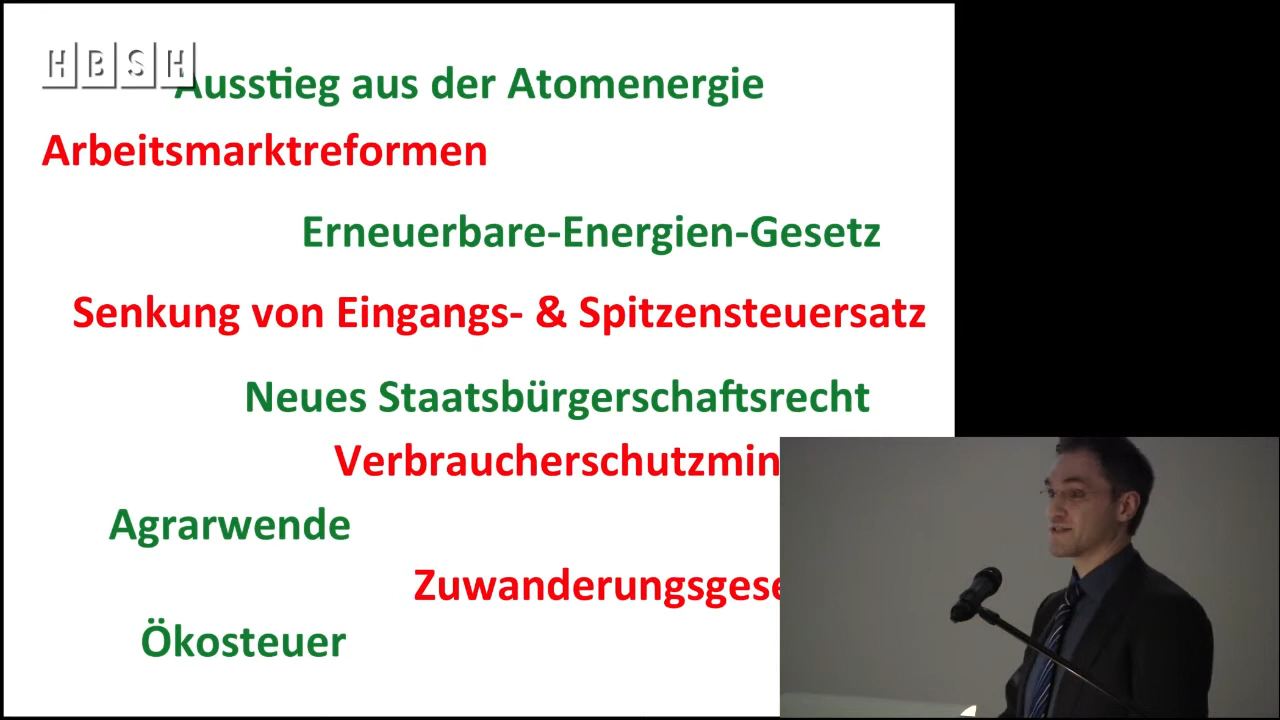 HBSH
Ausstieg aus der Atomenergie
Arbeitsmarktreformen
Erneuerbare-Energien-Gesetz
Senkung von Eingangs- & Spitzensteuersatz
Neues Staatsbürgerschaftsrecht
Verbraucherschutzmin
Agrarwende
Zuwanderungsgese
Ökosteuer